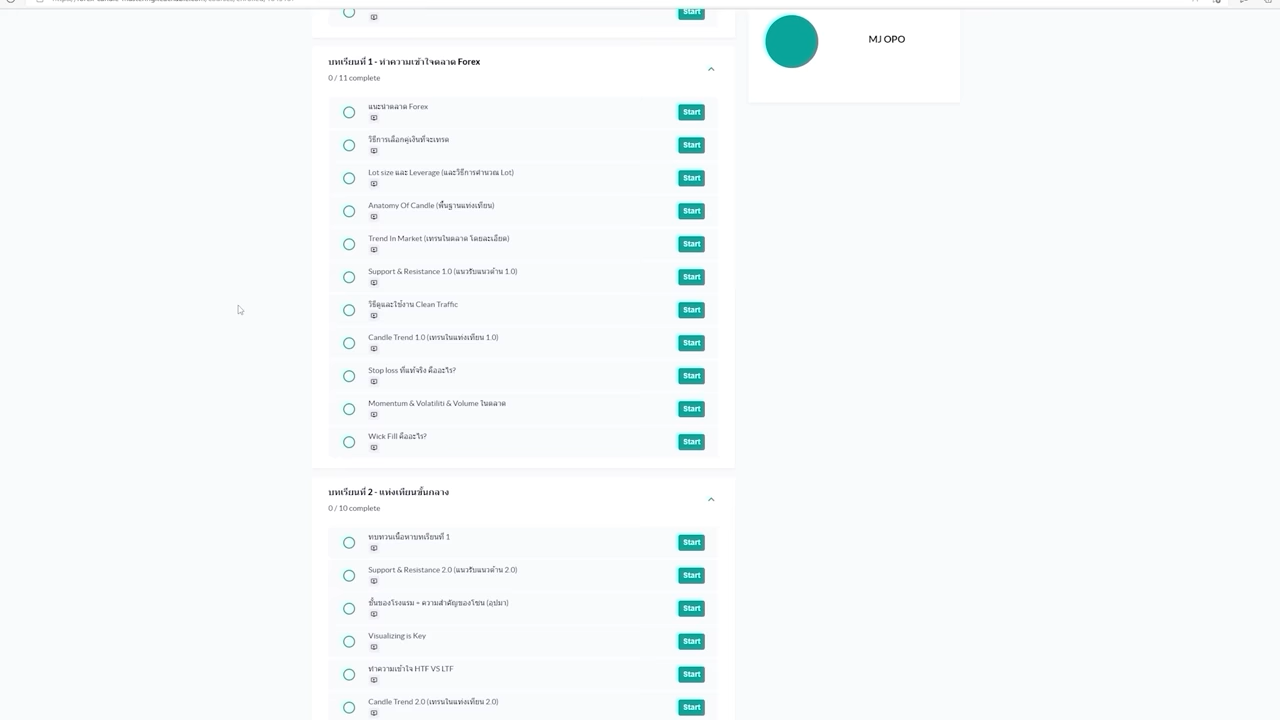 Start
MJ OPO
บทเรียนที่ 1 - ทำความเข้าใจตลาด Forex
0 / 11 complete
แนะนำตลาด Forex
Start
วิธีการเลือกคู่เงินที่จะเทรด
Start
Lot size และ Leverage (และวิธีการคำนวณ Lot)
Start
Anatomy Of Candle (พื้นฐานแท่งเทียน)
Start
Trend In Market (เทรนในตลาด โดยละเอียด)
Start
Support & Resistance 1.0 (แนวรับแนวต้าน 1.0)
Start
วิธีดูและใช้งาน Clean Traffic
Start
Candle Trend 1.0 (เทรนในแท่งเทียน 1.0)
Start
Stop loss ที่แท้จริง คืออะไร?
Start
Momentum & Volatiliti & Volume ในตลาด
Start
Wick Fill คืออะไร?
Start
บทเรียนที่ 2 - แท่งเทียนขั้นกลาง
0 / 10 complete
ทบทวนเนื้อหาบทเรียนที่ 1
Start
Support & Resistance 2.0 (แนวรับแนวต้าน 2.0)
Start
ชั้นของโรงแรม = ความสำคัญของโซน (อุปมา)
Start
Visualizing is Key
Start
ทำความเข้าใจ HTF VS LTF
Start
Candle Trend 2.0 (เทรนในแท่งเทียน 2.0)
Start